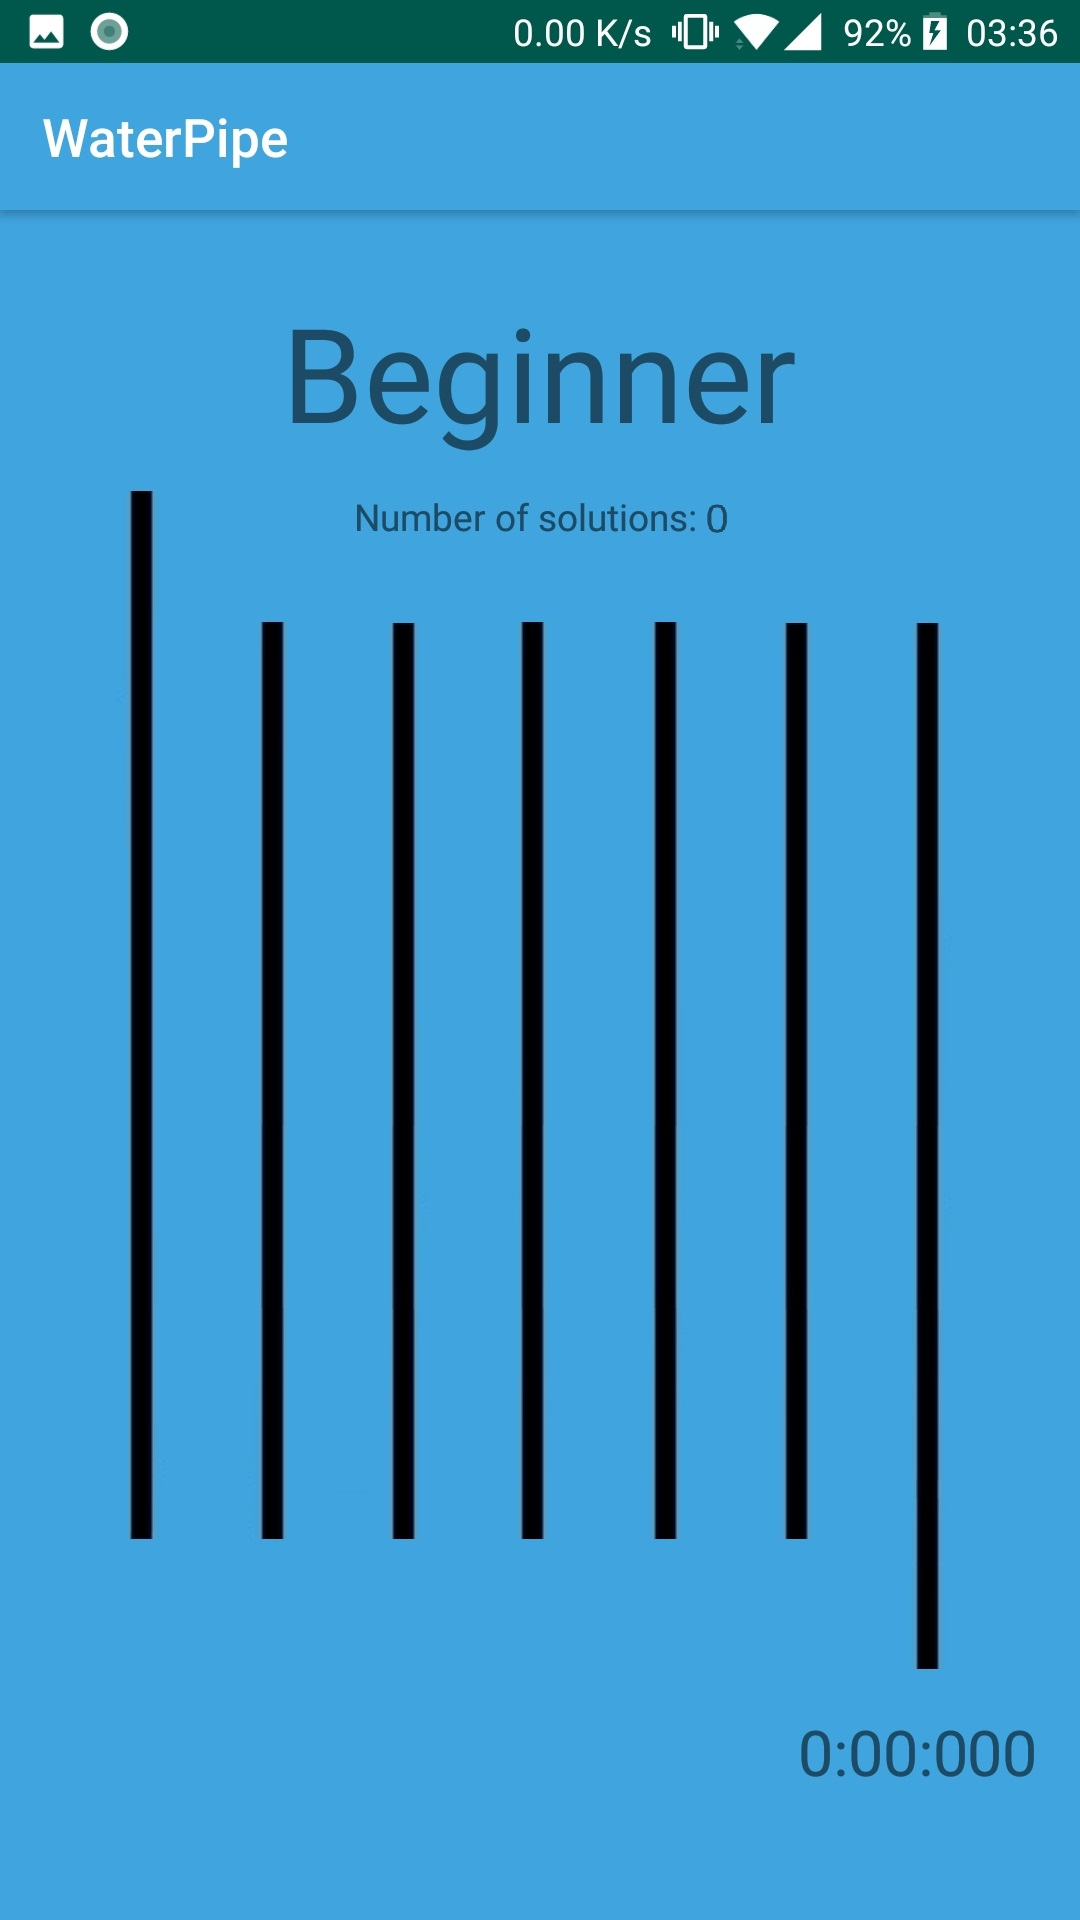 0.00 K/s 92% 03:36
WaterPipe
Beginner
Number of solutions: 0
0:00:000